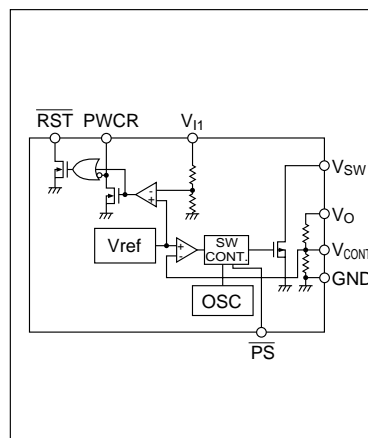 RST PWCR VI1
VSW
VO
VCONT
GND
Vref
+
-
SW
CONT.
OSC
-
+
PS